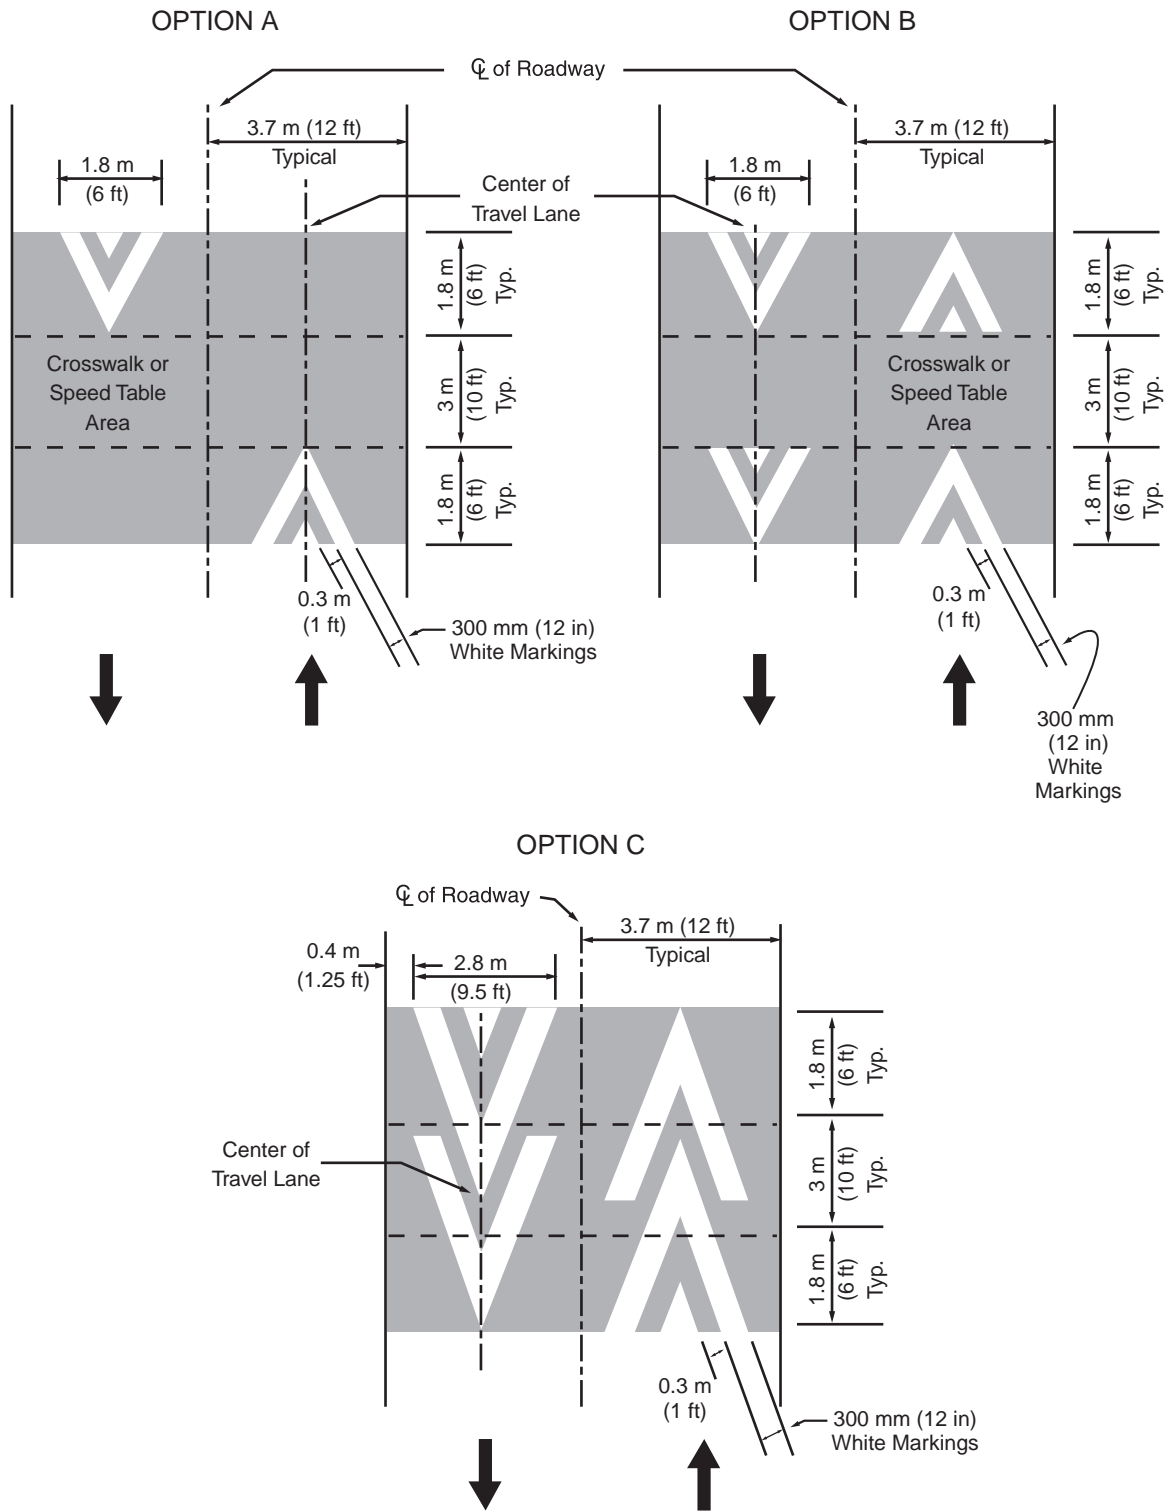 OPTION A
OPTION B
℄ of Roadway
3.7 m (12 ft)
Typical
3.7 m (12 ft)
Typical
1.8 m
(6 ft)
1.8 m
(6 ft)
Center of
Travel Lane
1.8 m
(6 ft)
Typ.
1.8 m
(6 ft)
Typ.
Crosswalk or
Speed Table
Area
3 m
(10 ft)
Typ.
Crosswalk or
Speed Table
Area
3 m
(10 ft)
Typ.
1.8 m
(6 ft)
Typ.
1.8 m
(6 ft)
Typ.
0.3 m
(1 ft)
300 mm (12 in)
White Markings
0.3 m
(1 ft)
300 mm
(12 in)
White
Markings
OPTION C
℄ of Roadway
3.7 m (12 ft)
Typical
0.4 m
(1.25 ft)
2.8 m
(9.5 ft)
1.8 m
(6 ft)
Typ.
Center of
Travel Lane
3 m
(10 ft)
Typ.
1.8 m
(6 ft)
Typ.
0.3 m
(1 ft)
300 mm (12 in)
White Markings